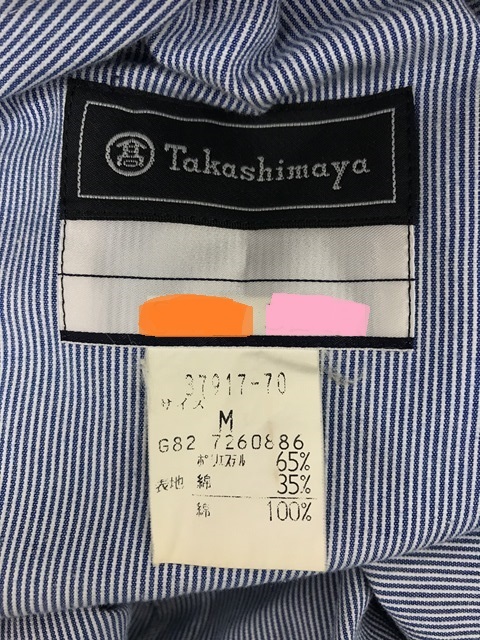 髙 Takashimaya
37917-70
サイズ
M
G82 7260886
ポリエステル 65%
表地 綿 35%
綿 100%